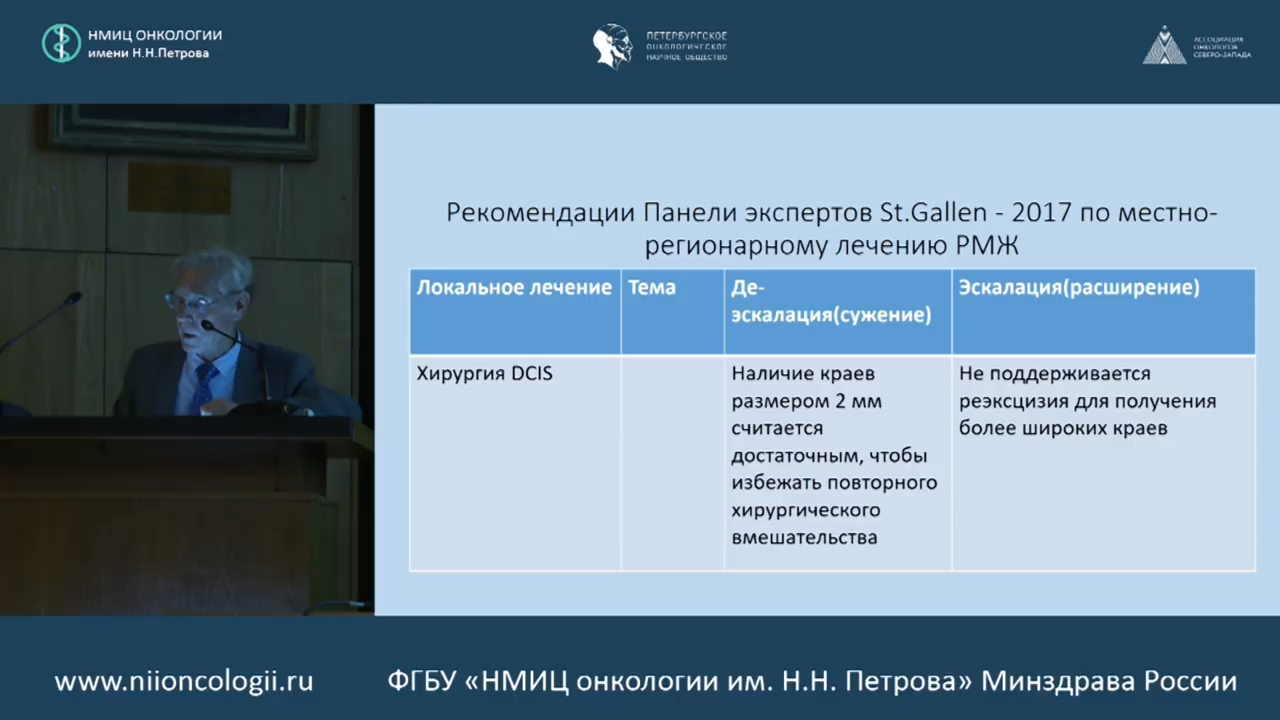 НМИЦ ОНКОЛОГИИ
имени Н.Н.Петрова
ПЕТЕРБУРГСКОЕ
ОНКОЛОГИЧЕСКОЕ
НАУЧНОЕ ОБЩЕСТВО
АССОЦИАЦИЯ
ОНКОЛОГОВ
СЕВЕРО-ЗАПАДА
Рекомендации Панели экспертов St.Gallen - 2017 по местно-
регионарному лечению РМЖ
Локальное лечение
Тема
Де-
эскалация(сужение)
Эскалация(расширение)
Хирургия DCIS
Наличие краев
размером 2 мм
считается
достаточным, чтобы
избежать повторного
хирургического
вмешательства
Не поддерживается
реэксцизия для получения
более широких краев
www.niioncologii.ru
ФГБУ «НМИЦ онкологии им. Н.Н. Петрова» Минздрава России